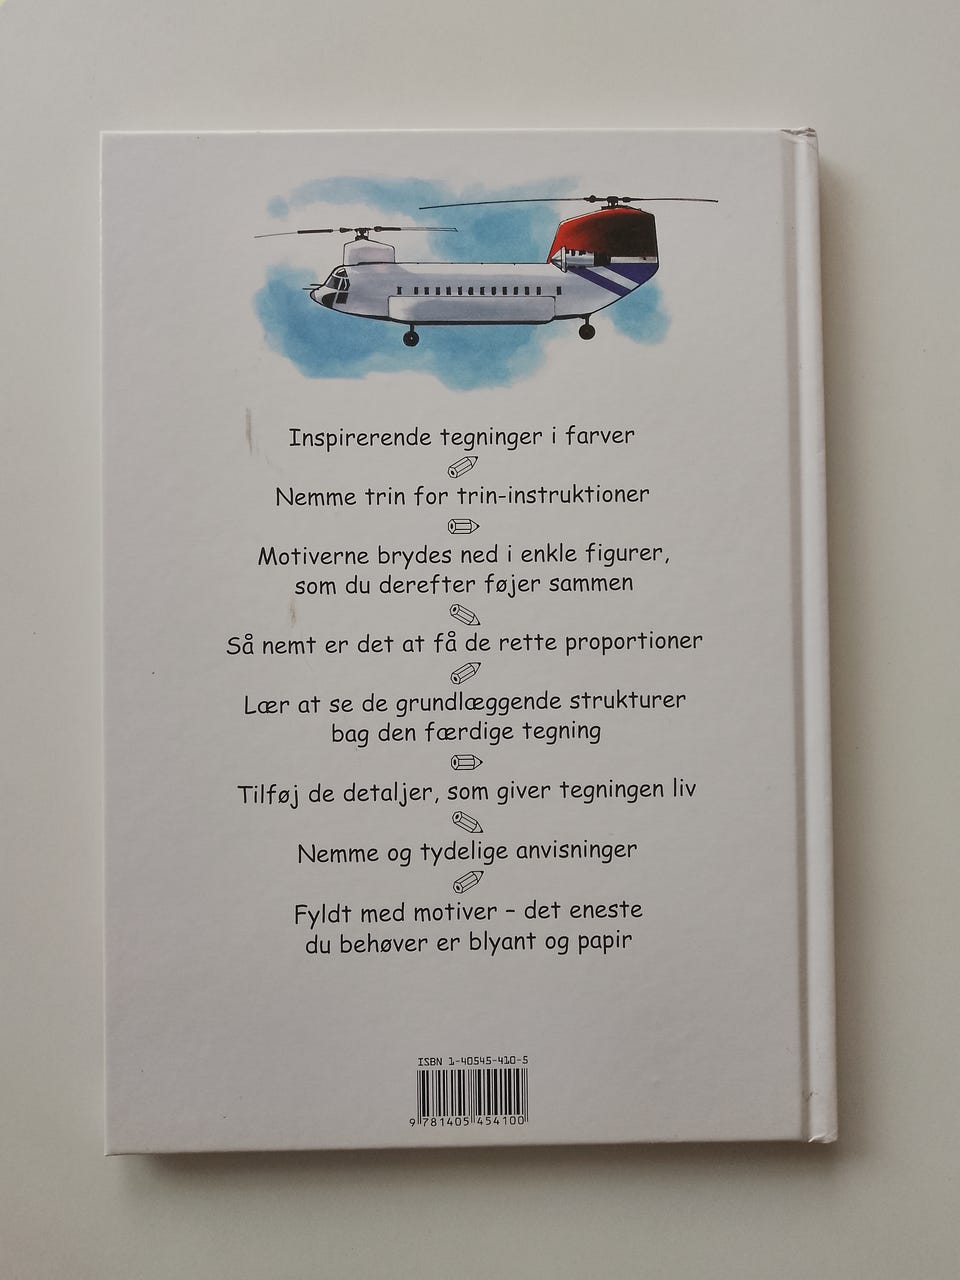 Inspirerende tegninger i farver
Nemme trin for trin-instruktioner
Motiverne brydes ned i enkle figurer,
som du derefter føjer sammen
Så nemt er det at få de rette proportioner
Lær at se de grundlæggende strukturer
bag den færdige tegning
Tilføj de detaljer, som giver tegningen liv
Nemme og tydelige anvisninger
Fyldt med motiver – det eneste
du behøver er blyant og papir
ISBN 1-40545-410-5
9 781405 454100